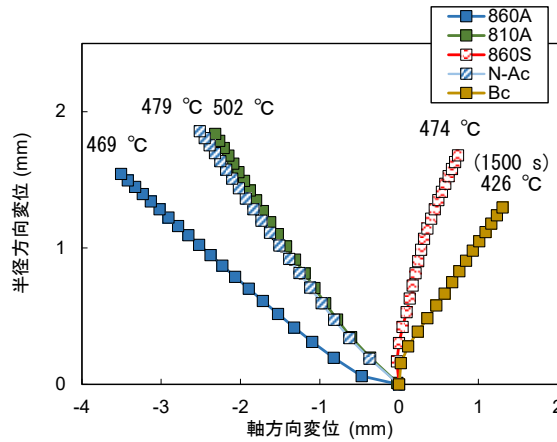 860A
810A
860S
N-Ac
Bc
479 ℃ 502 ℃
469 ℃
474 ℃
(1500 s)
426 ℃
半径方向変位 (mm)
2
1
0
-4 -3 -2 -1 0 1 2
軸方向変位 (mm)